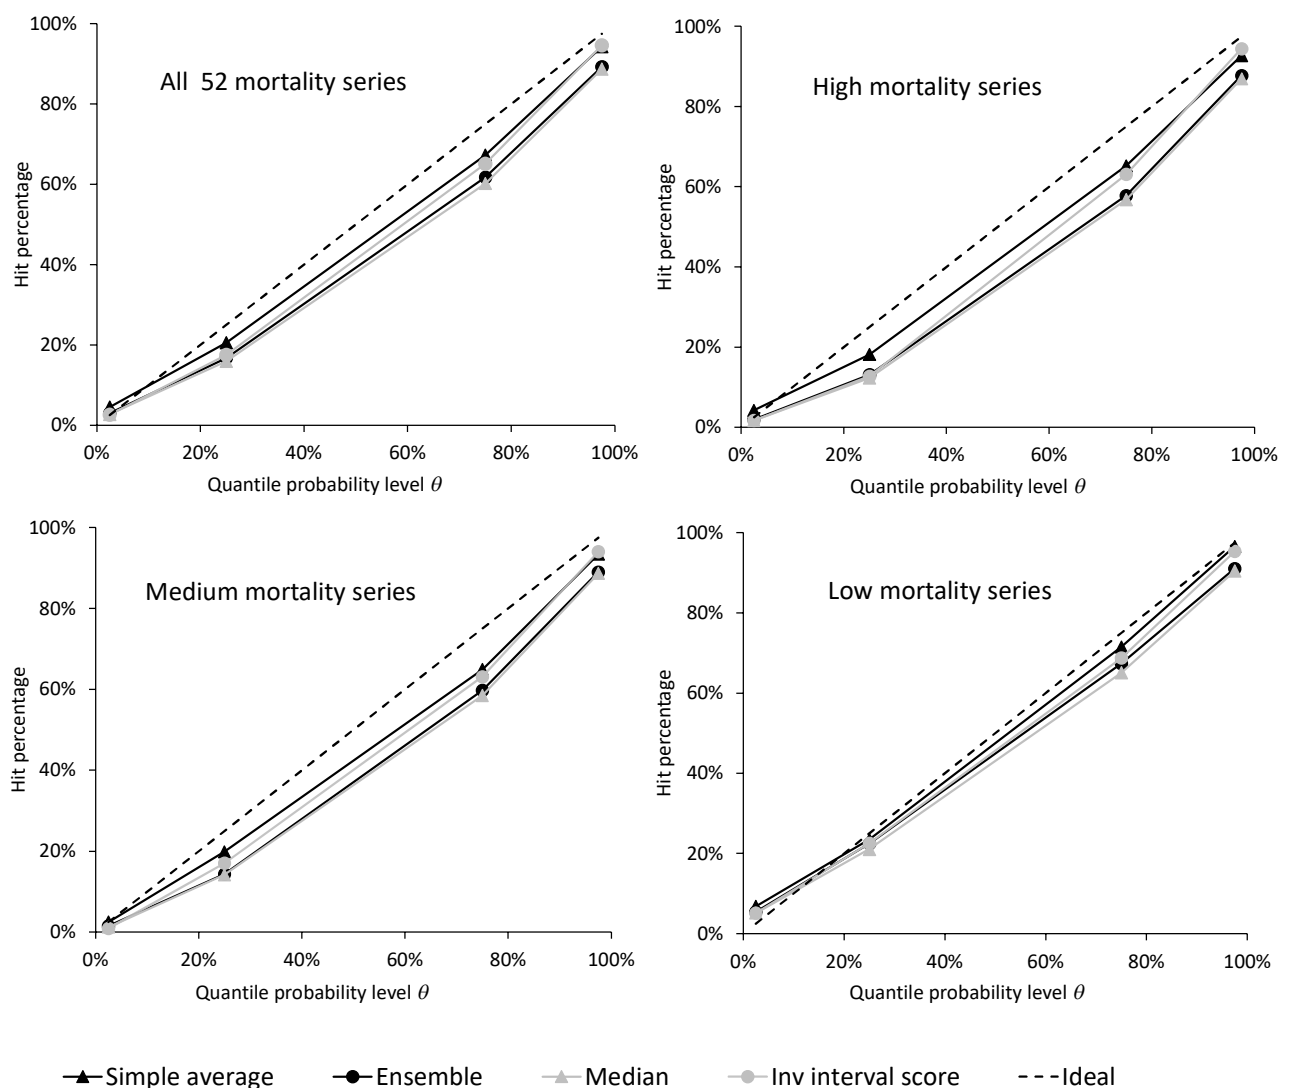 All 52 mortality series
Hit percentage
100%
80%
60%
40%
20%
0%
0% 20% 40% 60% 80% 100%
Quantile probability level θ
High mortality series
Hit percentage
100%
80%
60%
40%
20%
0%
0% 20% 40% 60% 80% 100%
Quantile probability level θ
Medium mortality series
Hit percentage
100%
80%
60%
40%
20%
0%
0% 20% 40% 60% 80% 100%
Quantile probability level θ
Low mortality series
Hit percentage
100%
80%
60%
40%
20%
0%
0% 20% 40% 60% 80% 100%
Quantile probability level θ
Simple average Ensemble Median Inv interval score Ideal